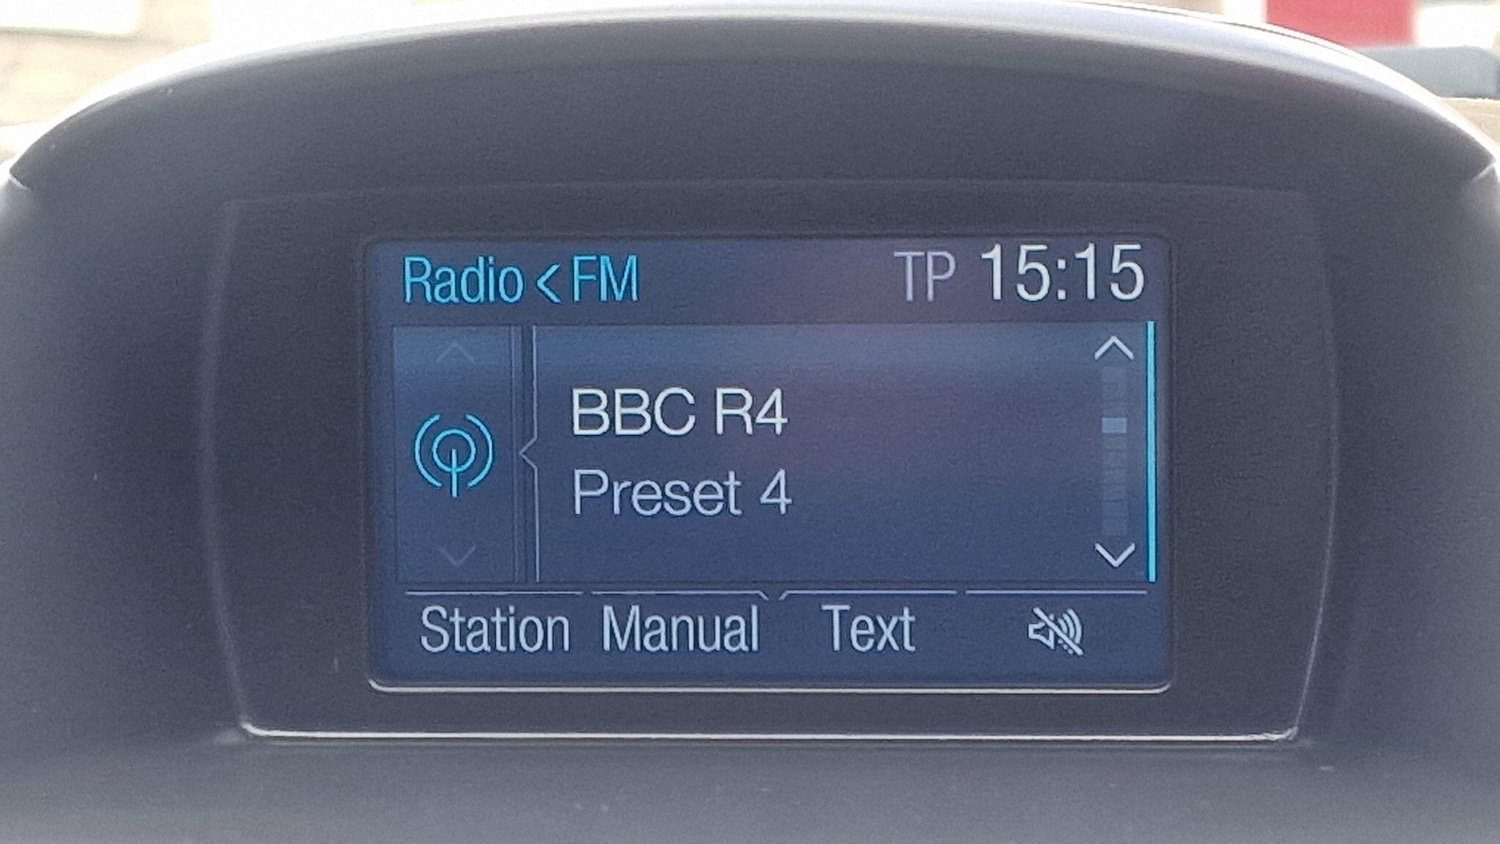 Radio < FM TP 15:15
BBC R4
Preset 4
Station Manual Text